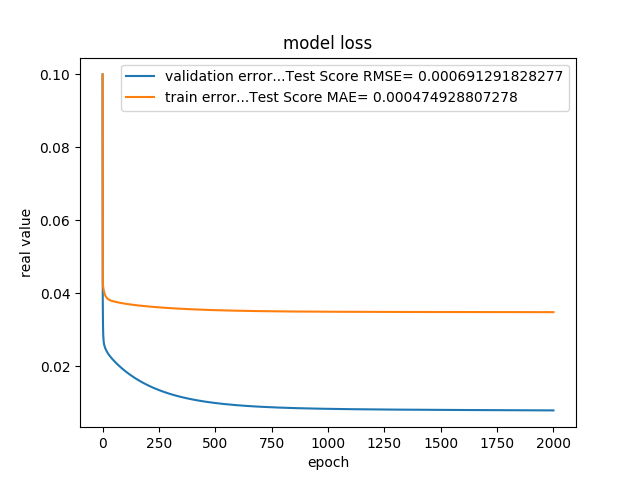 model loss
validation error...Test Score RMSE= 0.000691291828277
train error...Test Score MAE= 0.000474928807278
0.10
0.08
0.06
0.04
0.02
real value
0 250 500 750 1000 1250 1500 1750 2000
epoch